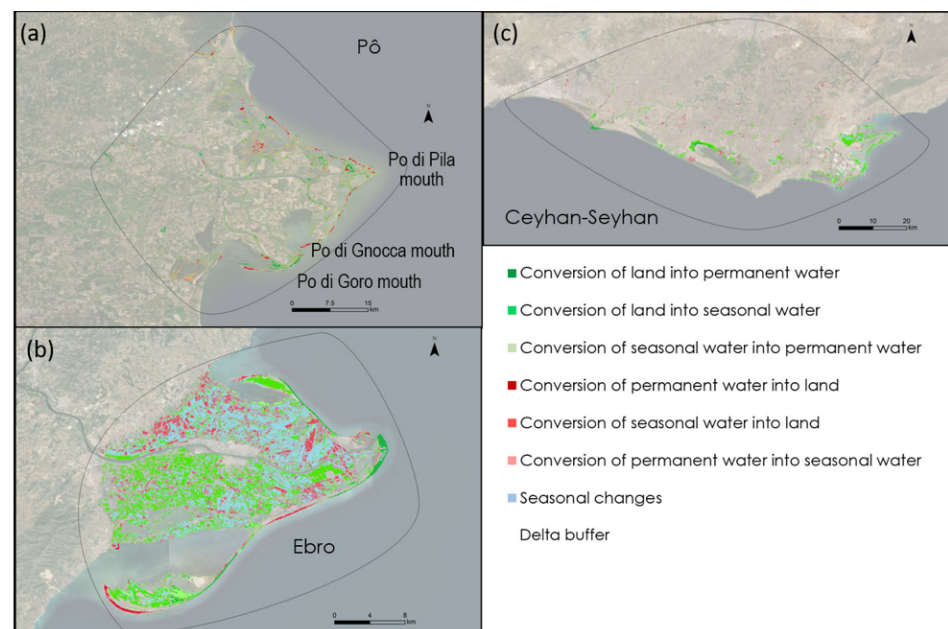 (a)
Pô
N
Po di Pila
mouth
Po di Gnocca mouth
Po di Goro mouth
0 7.5 15
km
(b)
N
Ebro
0 4 8
km
(c)
N
Ceyhan-Seyhan
0 10 20
km
Conversion of land into permanent water
Conversion of land into seasonal water
Conversion of seasonal water into permanent water
Conversion of permanent water into land
Conversion of seasonal water into land
Conversion of permanent water into seasonal water
Seasonal changes
Delta buffer